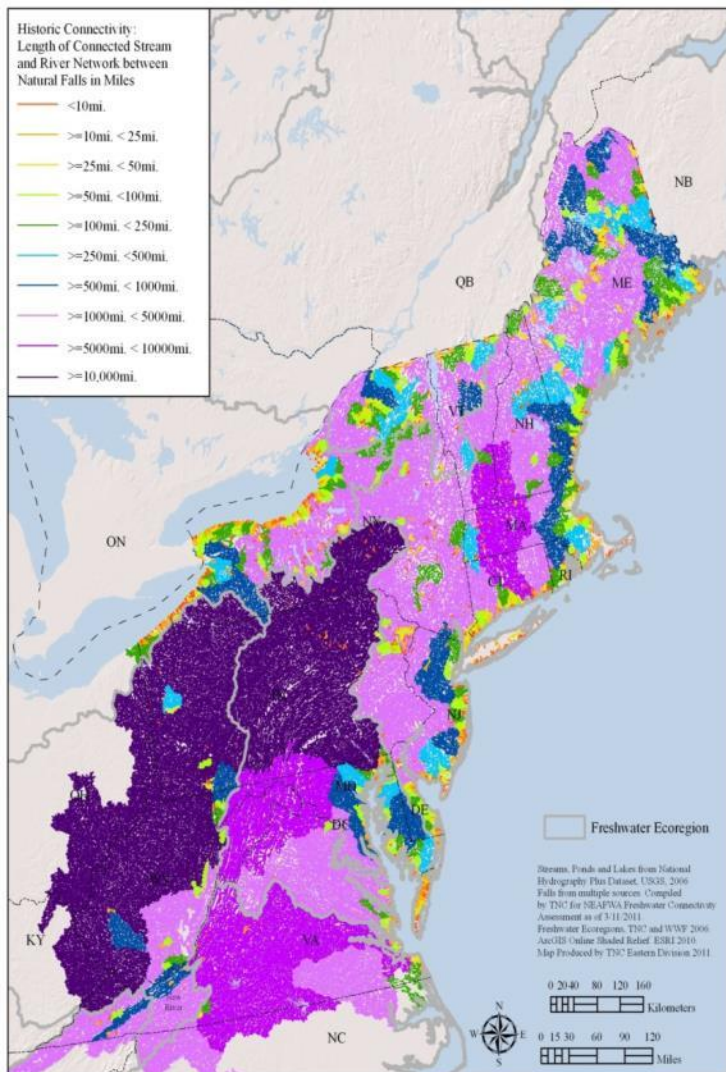 Historic Connectivity:
Length of Connected Stream
and River Network between
Natural Falls in Miles
<10mi.
>=10mi. < 25mi.
>=25mi. < 50mi.
>=50mi. <100mi.
>=100mi. < 250mi.
>=250mi. <500mi.
>=500mi. < 1000mi.
>=1000mi. < 5000mi.
>=5000mi. < 10000mi.
>=10,000mi.
NB
QB
ME
VT
NH
ON
NY
MA
CT
RI
NJ
MD
DE
DC
KY
VA
River
NC
Freshwater Ecoregion
Streams, Ponds and Lakes from National
Hydrography Plus Dataset, USGS, 2006
Falls from multiple sources. Compiled
by TNC for NEAFWA Freshwater Connectivity
Assessment as of 3/11/2011.
Freshwater Ecoregions, TNC and WWF 2006
ArcGIS Online Shaded Relief. ESRI 2010
Map Produced by TNC Eastern Division 2011
N
W E
S
0 20 40 80 120 160
Kilometers
0 15 30 60 90 120
Miles